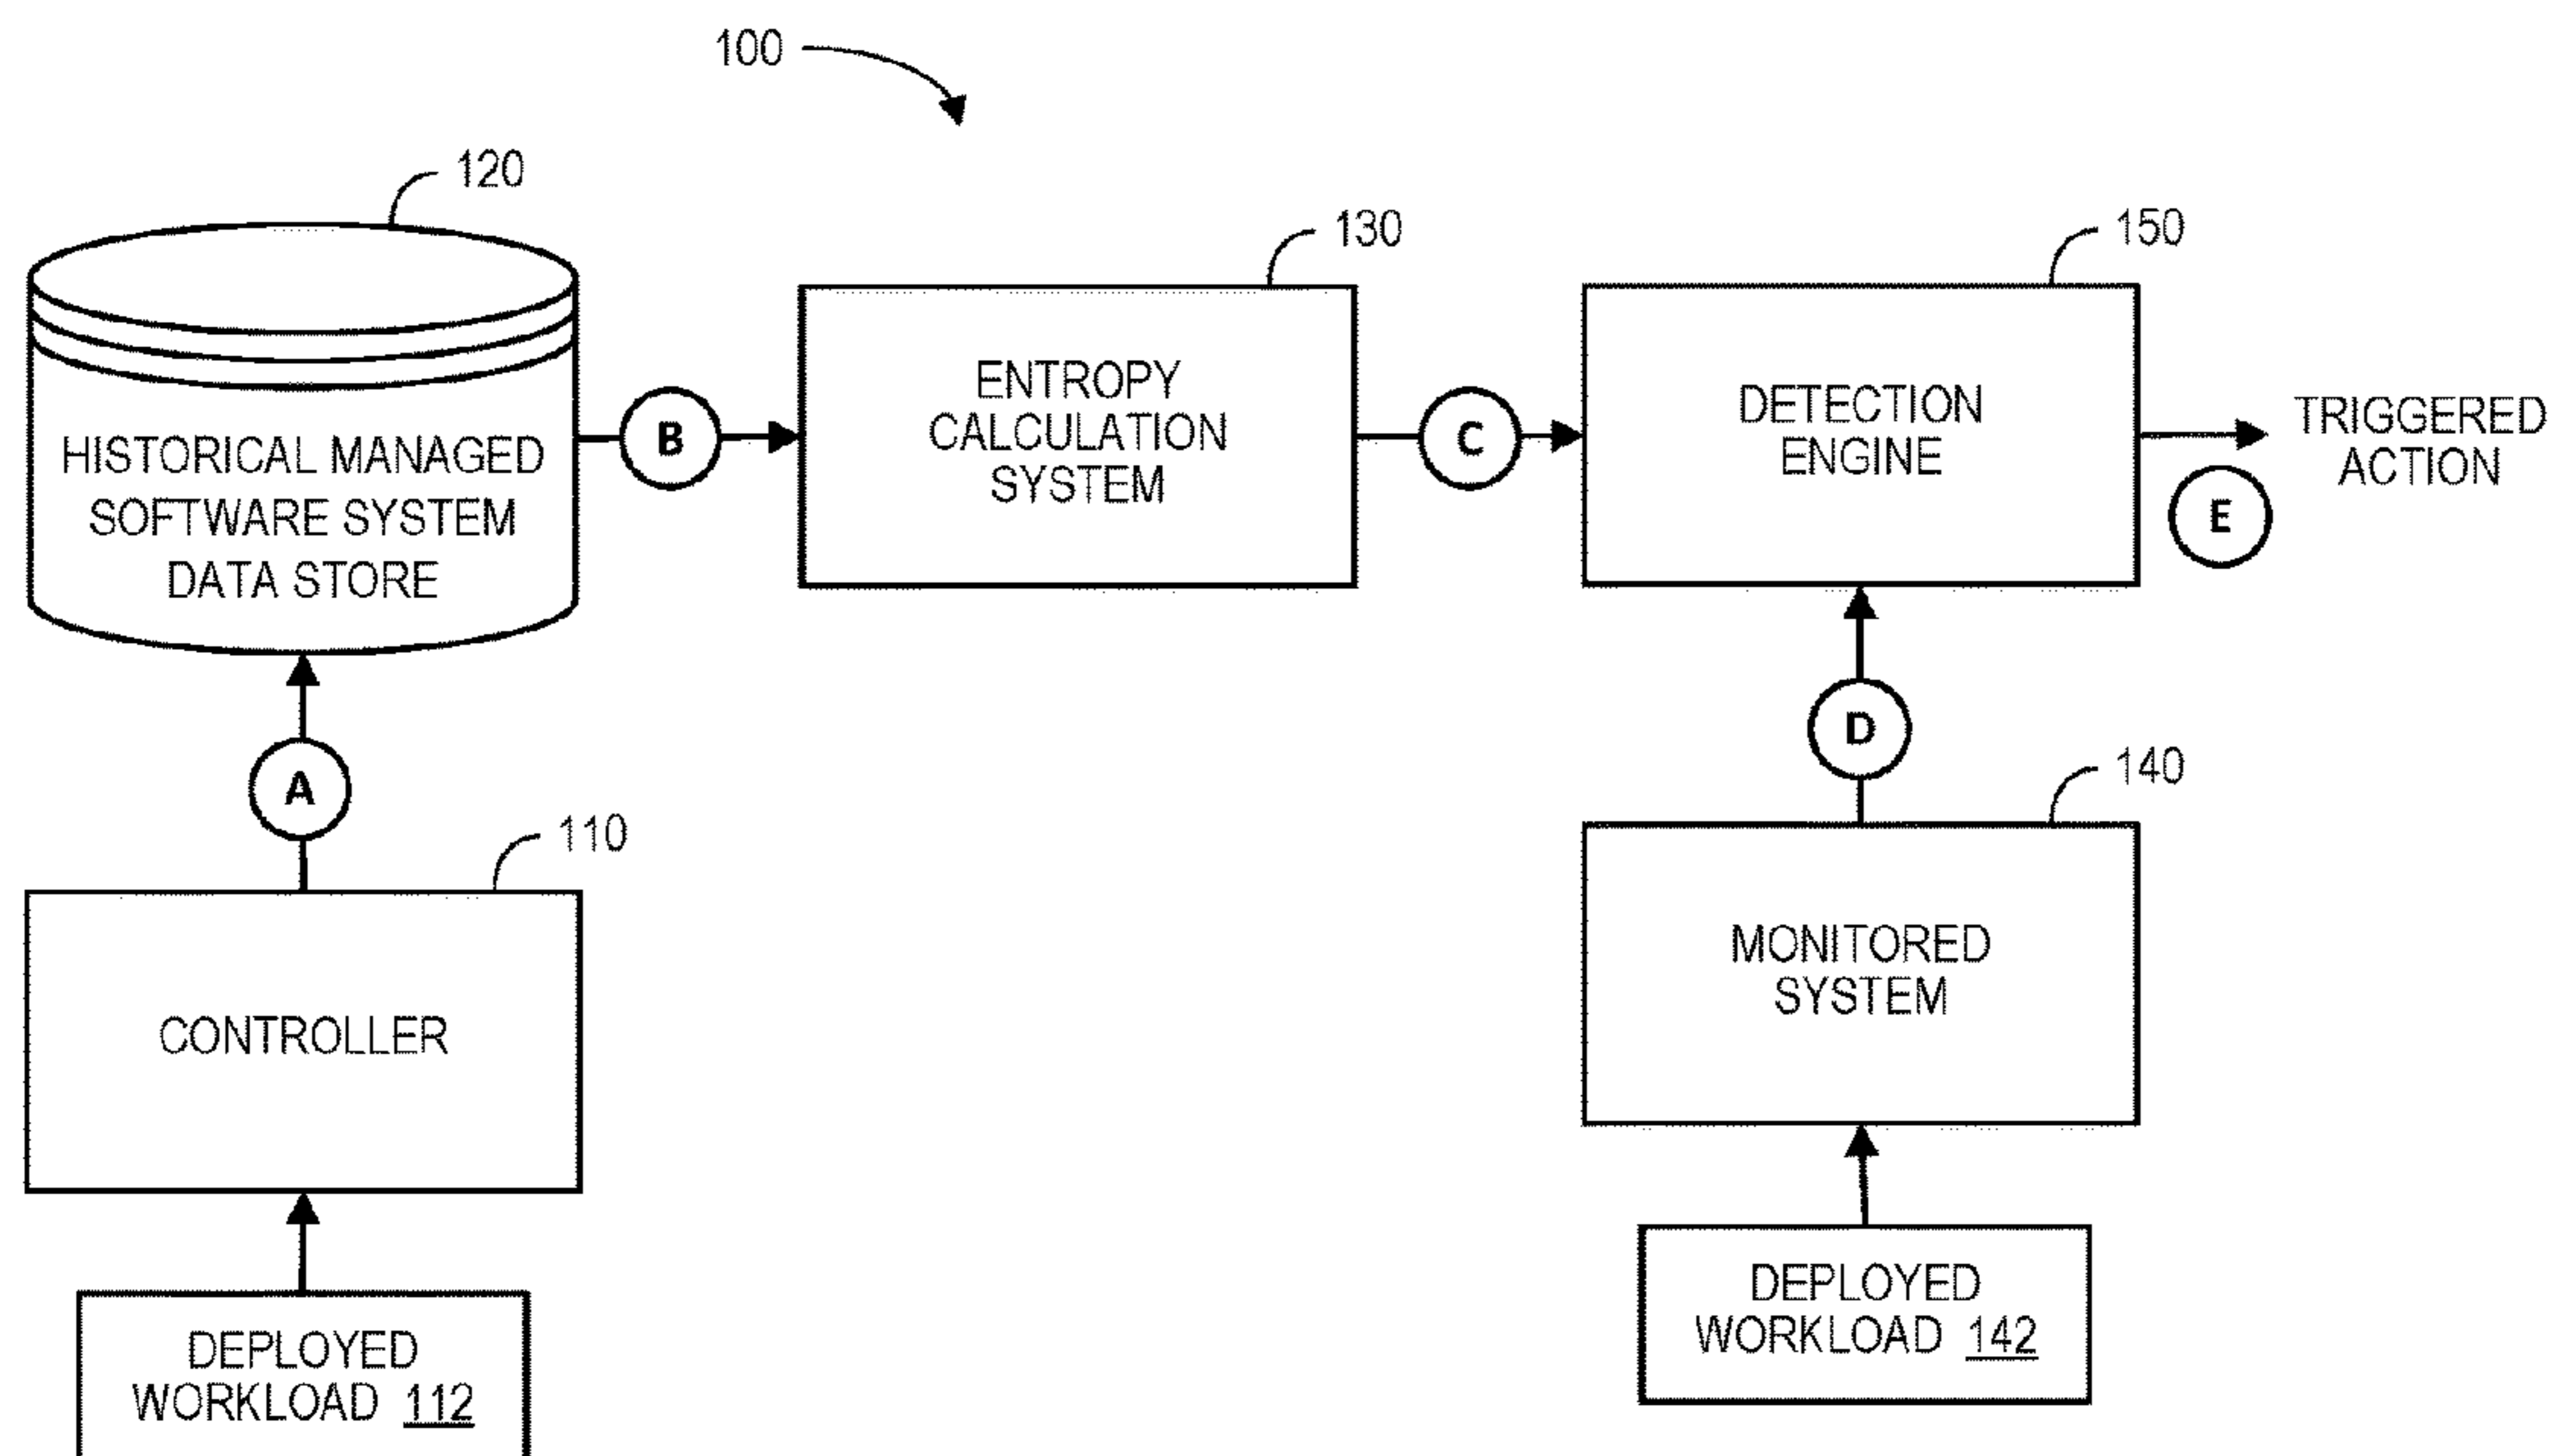 100
120
130
150
HISTORICAL MANAGED
SOFTWARE SYSTEM
DATA STORE
B
ENTROPY
CALCULATION
SYSTEM
C
DETECTION
ENGINE
TRIGGERED
ACTION
E
A
D
110
140
CONTROLLER
MONITORED
SYSTEM
DEPLOYED
WORKLOAD 112
DEPLOYED
WORKLOAD 142